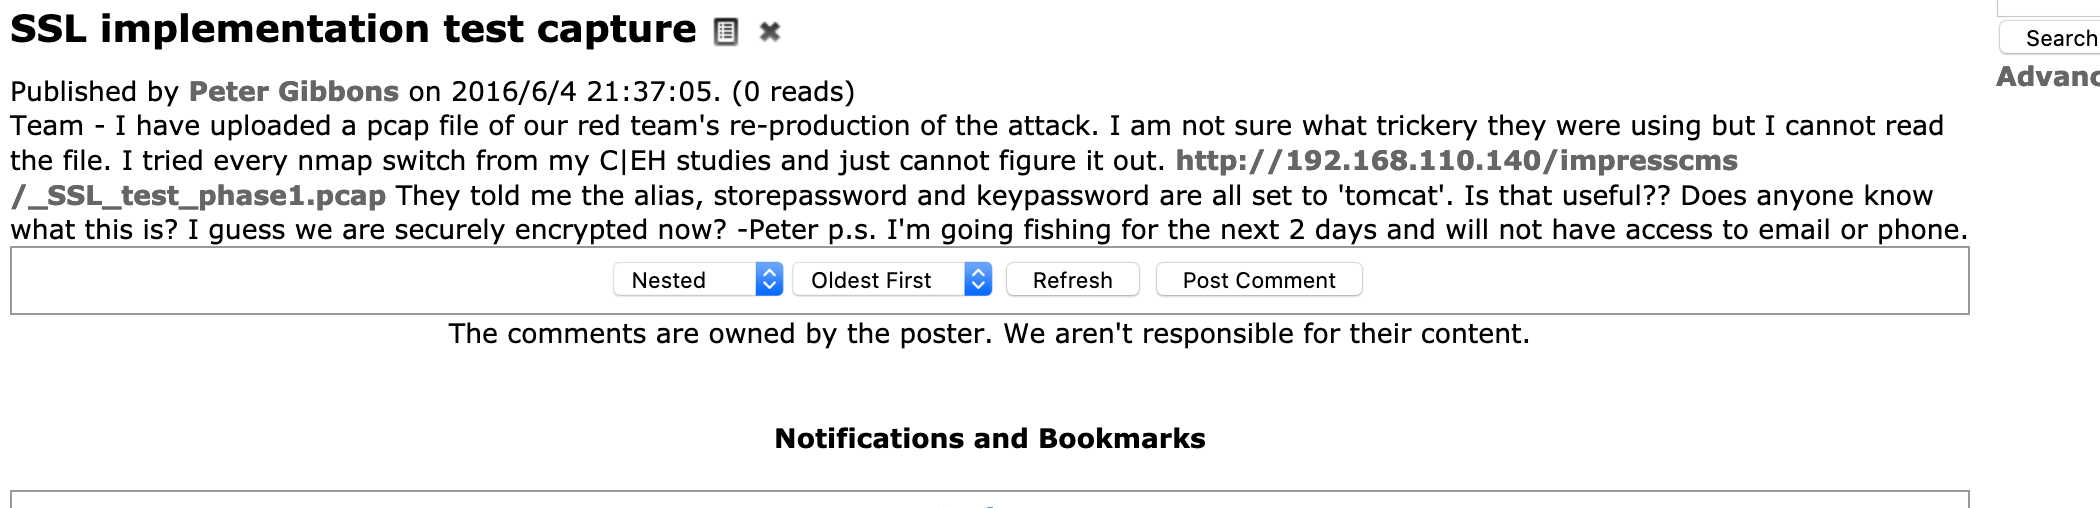 SSL implementation test capture
Search
Advanc
Published by Peter Gibbons on 2016/6/4 21:37:05. (0 reads)
Team - I have uploaded a pcap file of our red team's re-production of the attack. I am not sure what trickery they were using but I cannot read
the file. I tried every nmap switch from my C|EH studies and just cannot figure it out. http://192.168.110.140/impresscms
/_SSL_test_phase1.pcap They told me the alias, storepassword and keypassword are all set to 'tomcat'. Is that useful?? Does anyone know
what this is? I guess we are securely encrypted now? -Peter p.s. I'm going fishing for the next 2 days and will not have access to email or phone.
Nested Oldest First Refresh Post Comment
The comments are owned by the poster. We aren't responsible for their content.
Notifications and Bookmarks